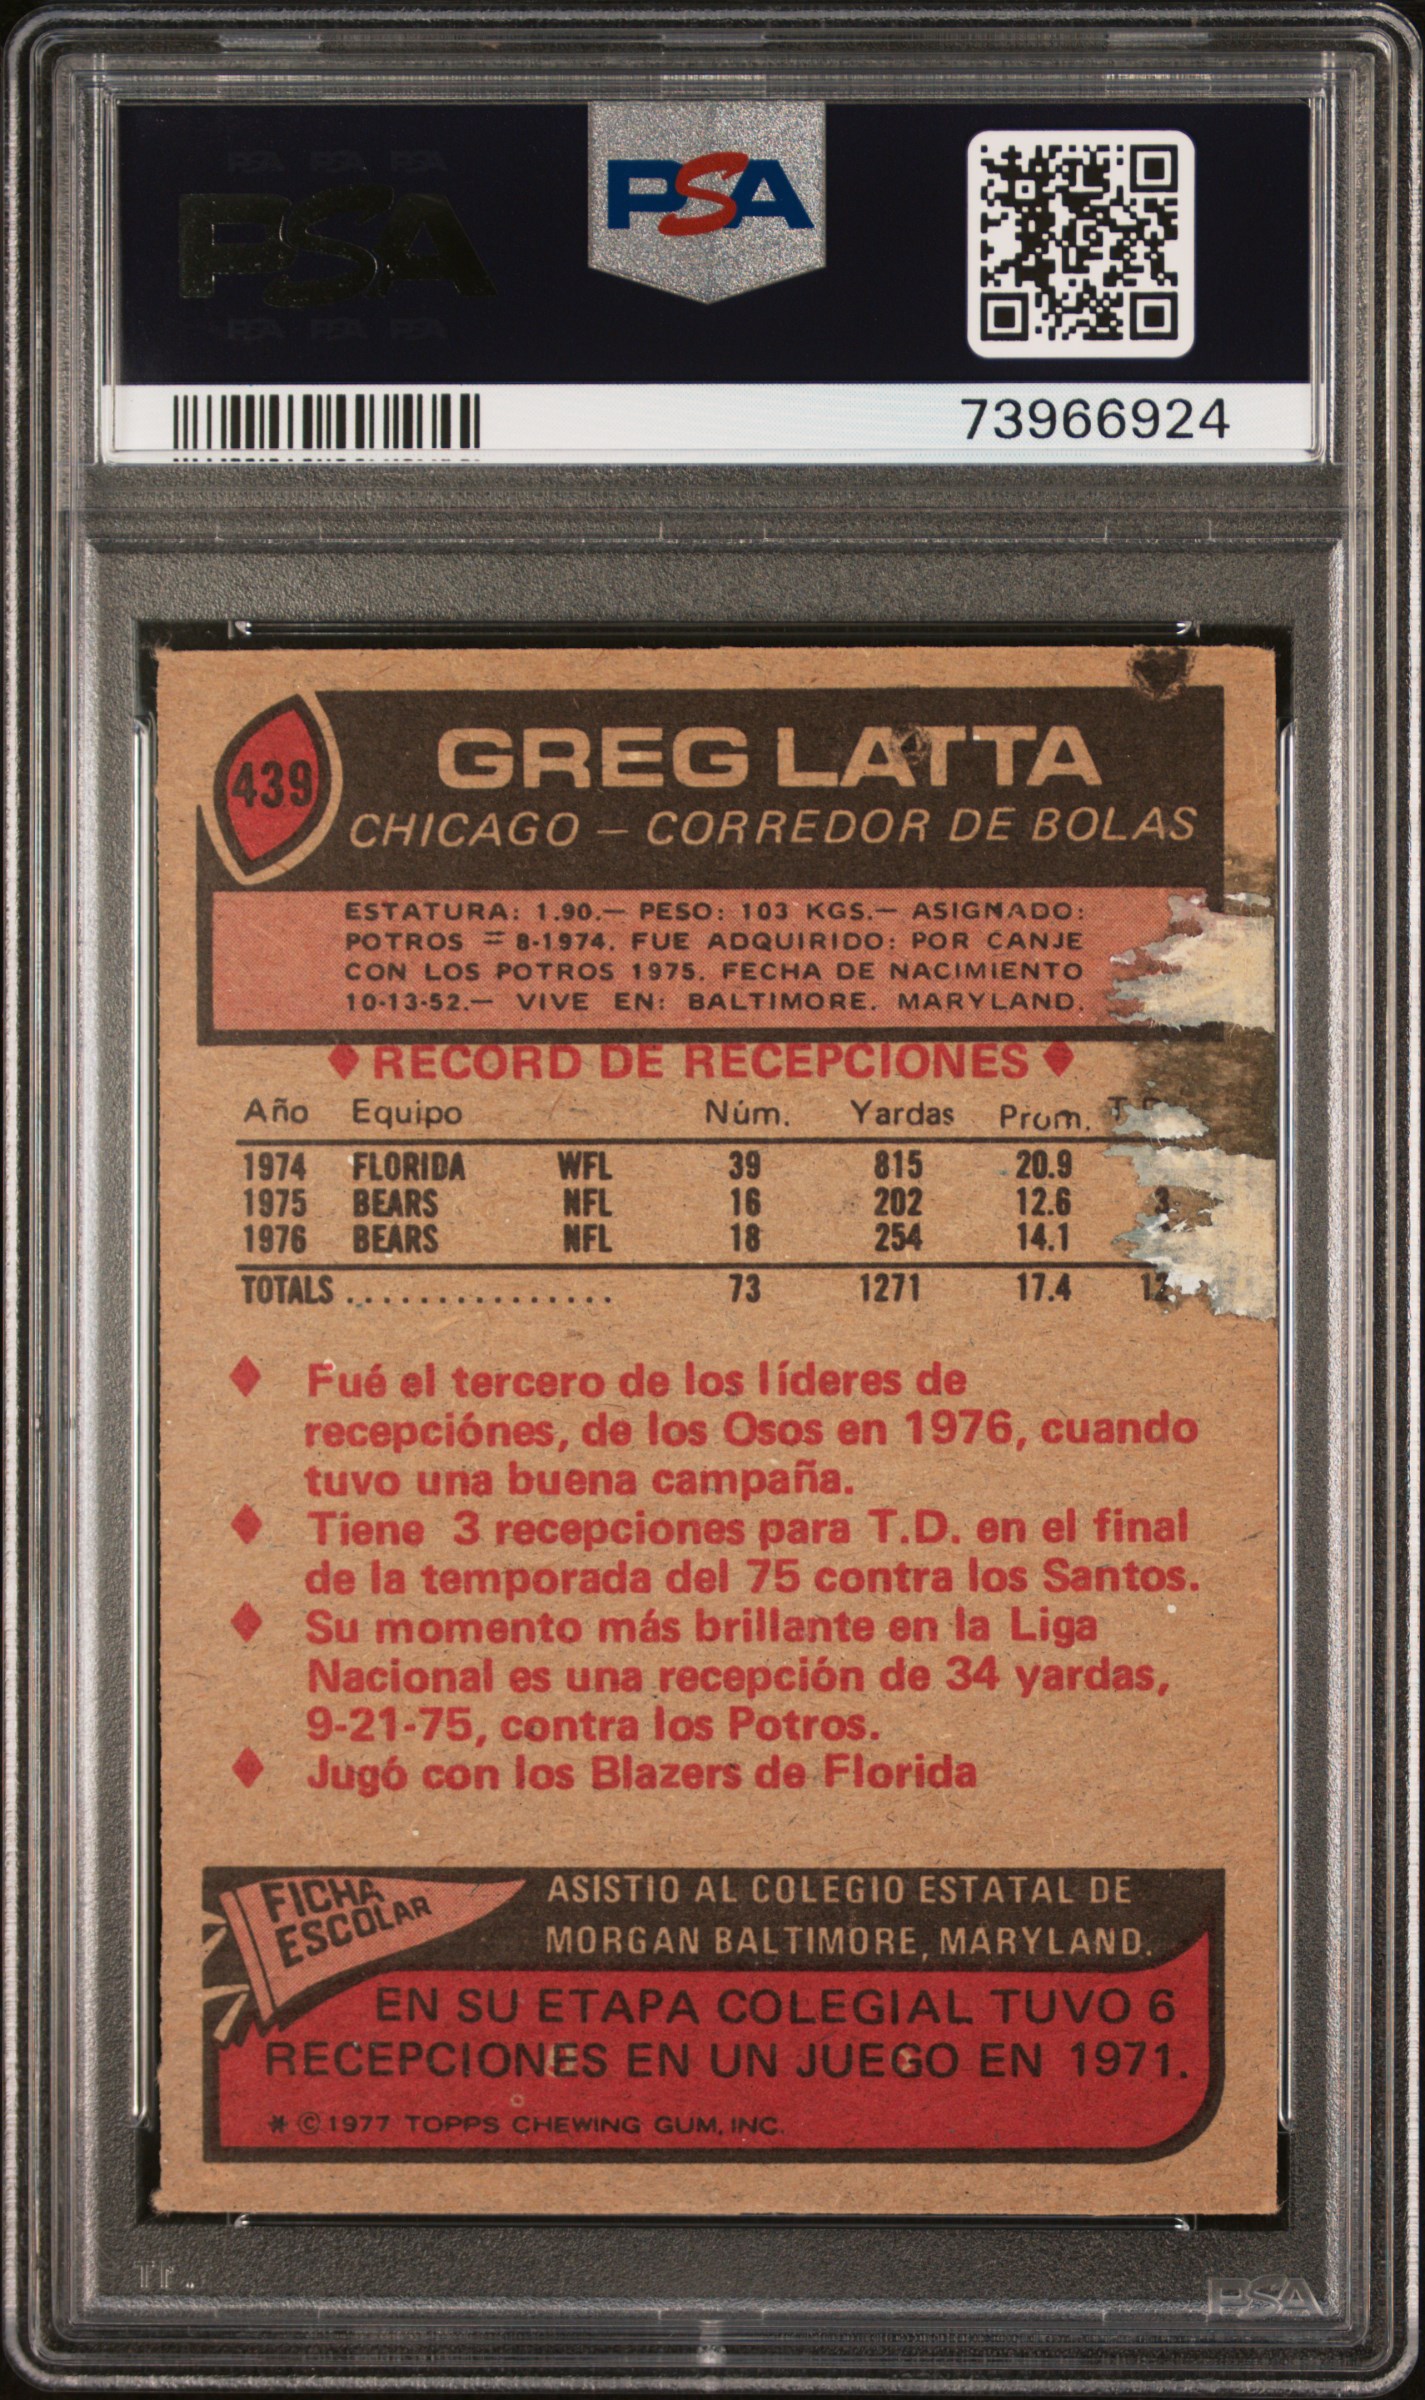 PSA
PSA
73966924
439
GREG LATTA
CHICAGO — CORREDOR DE BOLAS
ESTATURA: 1.90.— PESO: 103 KGS.— ASIGNADO:
POTROS = 8-1974. FUE ADQUIRIDO: POR CANJE
CON LOS POTROS 1975. FECHA DE NACIMIENTO
10-13-52.— VIVE EN: BALTIMORE. MARYLAND.
♦ RECORD DE RECEPCIONES ♦
Año Equipo Núm. Yardas Prom.
1974 FLORIDA WFL 39 815 20.9
1975 BEARS NFL 16 202 12.6 3
1976 BEARS NFL 18 254 14.1
TOTALS ............... 73 1271 17.4 12
♦ Fué el tercero de los líderes de
recepciónes, de los Osos en 1976, cuando
tuvo una buena campaña.
♦ Tiene 3 recepciones para T.D. en el final
de la temporada del 75 contra los Santos.
♦ Su momento más brillante en la Liga
Nacional es una recepción de 34 yardas,
9-21-75, contra los Potros.
♦ Jugó con los Blazers de Florida
FICHA
ESCOLAR
ASISTIO AL COLEGIO ESTATAL DE
MORGAN BALTIMORE, MARYLAND.
EN SU ETAPA COLEGIAL TUVO 6
RECEPCIONES EN UN JUEGO EN 1971.
* © 1977 TOPPS CHEWING GUM, INC.
PSA